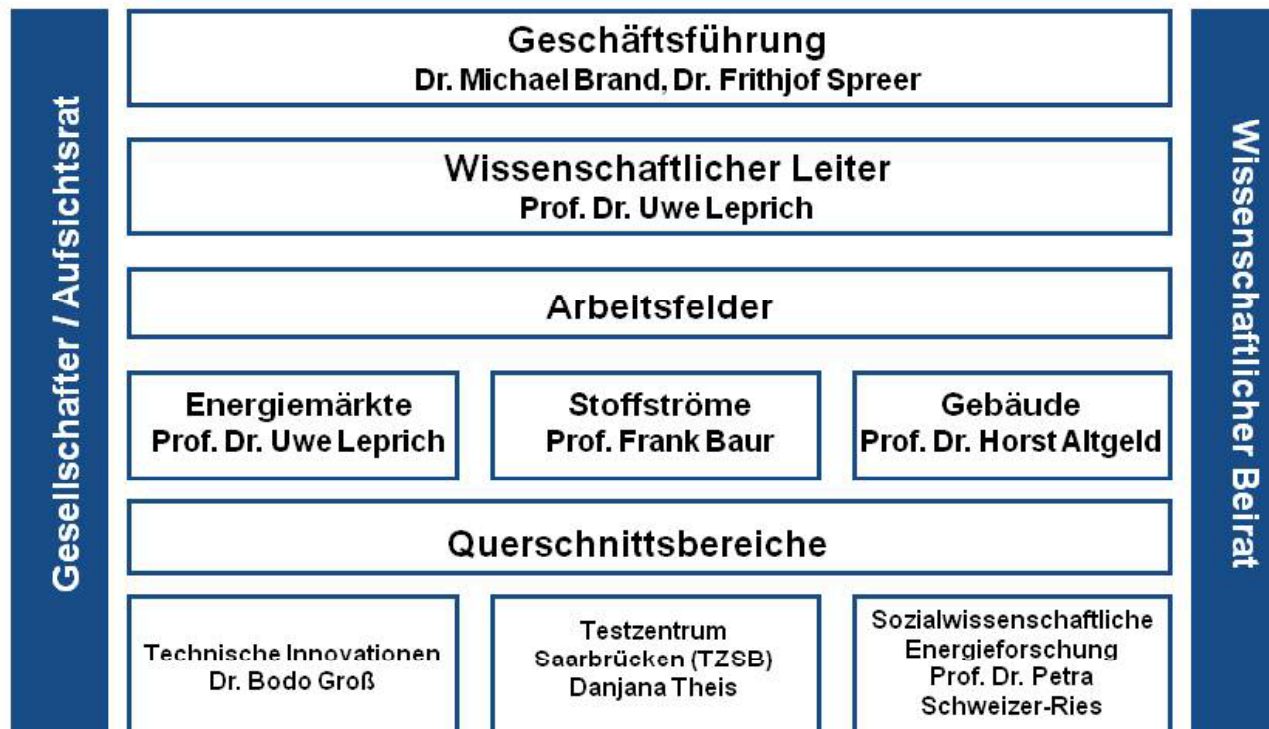 Gesellschafter / Aufsichtsrat
Geschäftsführung
Dr. Michael Brand, Dr. Frithjof Spreer
Wissenschaftlicher Leiter
Prof. Dr. Uwe Leprich
Arbeitsfelder
Energiemärkte
Prof. Dr. Uwe Leprich
Stoffströme
Prof. Frank Baur
Gebäude
Prof. Dr. Horst Altgeld
Querschnittsbereiche
Technische Innovationen
Dr. Bodo Groß
Testzentrum
Saarbrücken (TZSB)
Danjana Theis
Sozialwissenschaftliche
Energieforschung
Prof. Dr. Petra
Schweizer-Ries
Wissenschaftlicher Beirat